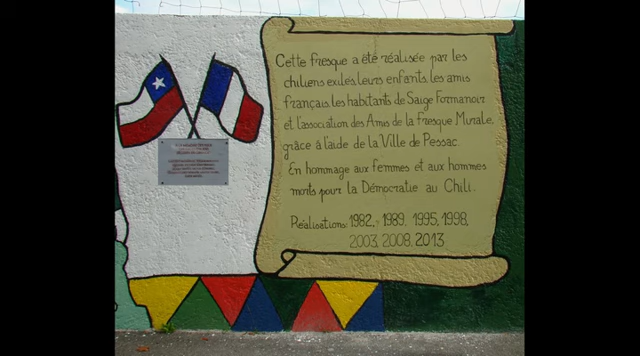 Cette fresque a été réalisée par les
chiliens exilés, leurs enfants, les amis
français, les habitants de Saige Formanoir
et l'association des Amis de la Fresque Murale,
grâce à l'aide de la Ville de Pessac.
En hommage aux femmes et aux hommes
morts pour la Démocratie au Chili.
Réalisations: 1982, 1989, 1995, 1998,
2003, 2008, 2013